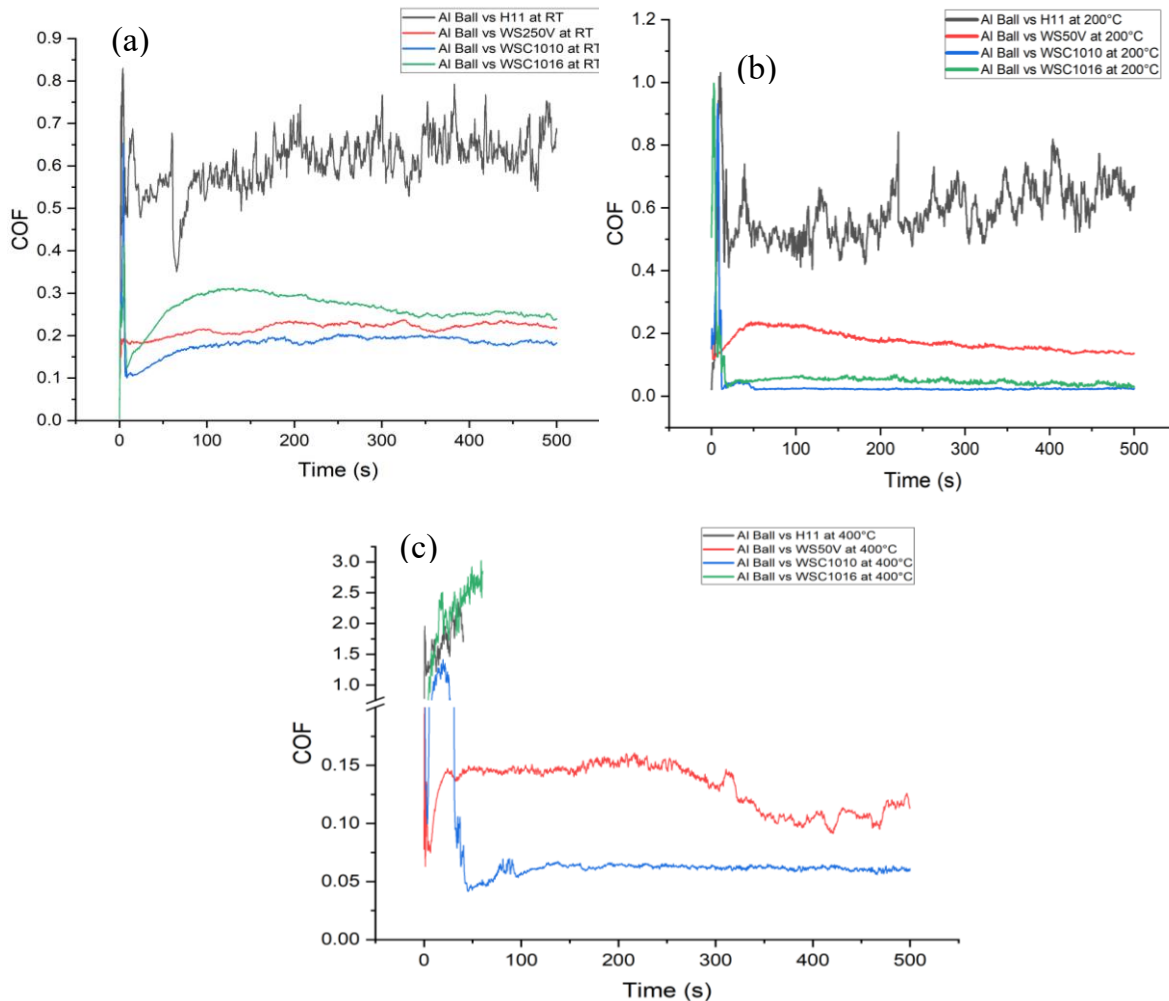 (a)
Al Ball vs H11 at RT
Al Ball vs WS250V at RT
Al Ball vs WSC1010 at RT
Al Ball vs WSC1016 at RT
COF
0.9
0.8
0.7
0.6
0.5
0.4
0.3
0.2
0.1
0.0
0 100 200 300 400 500
Time (s)
(b)
Al Ball vs H11 at 200°C
Al Ball vs WS50V at 200°C
Al Ball vs WSC1010 at 200°C
Al Ball vs WSC1016 at 200°C
COF
1.2
1.0
0.8
0.6
0.4
0.2
0.0
0 100 200 300 400 500
Time (s)
(c)
Al Ball vs H11 at 400°C
Al Ball vs WS50V at 400°C
Al Ball vs WSC1010 at 400°C
Al Ball vs WSC1016 at 400°C
COF
3.0
2.5
2.0
1.5
1.0
0.15
0.10
0.05
0.00
0 100 200 300 400 500
Time (s)